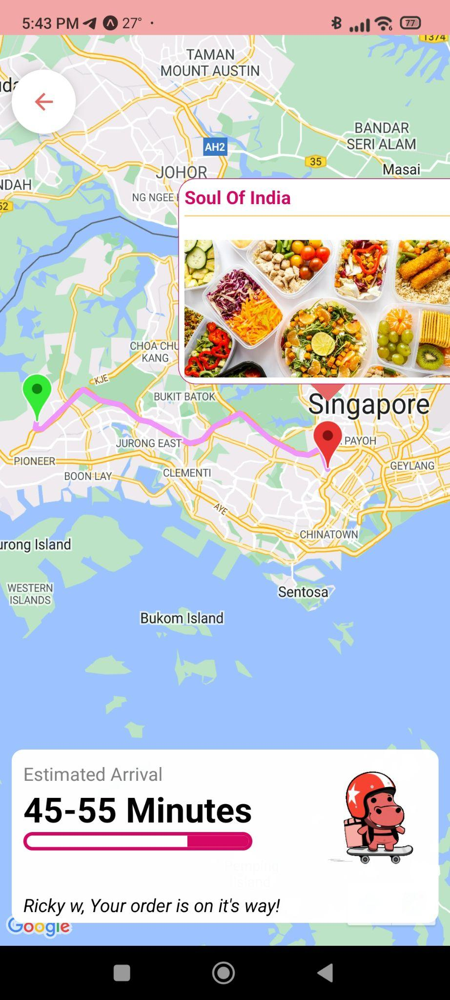 5:43 PM 27° ·
6 77
1374
TAMAN
MOUNT AUSTIN
BANDAR
SERI ALAM
AH2
35
Masai
JOHOR
NDAH
52
NG NGEE
Soul Of India
CHOA CHU
KANG
KJE
BUKIT BATOK
Singapore
PAYOH
JURONG EAST
PIONEER
BOON LAY
CLEMENTI
GEYLANG
AYE
CHINATOWN
urong Island
WESTERN
ISLANDS
Sentosa
Bukom Island
Estimated Arrival
45-55 Minutes
Pemping
Island
Ricky w, Your order is on it's way!
Google